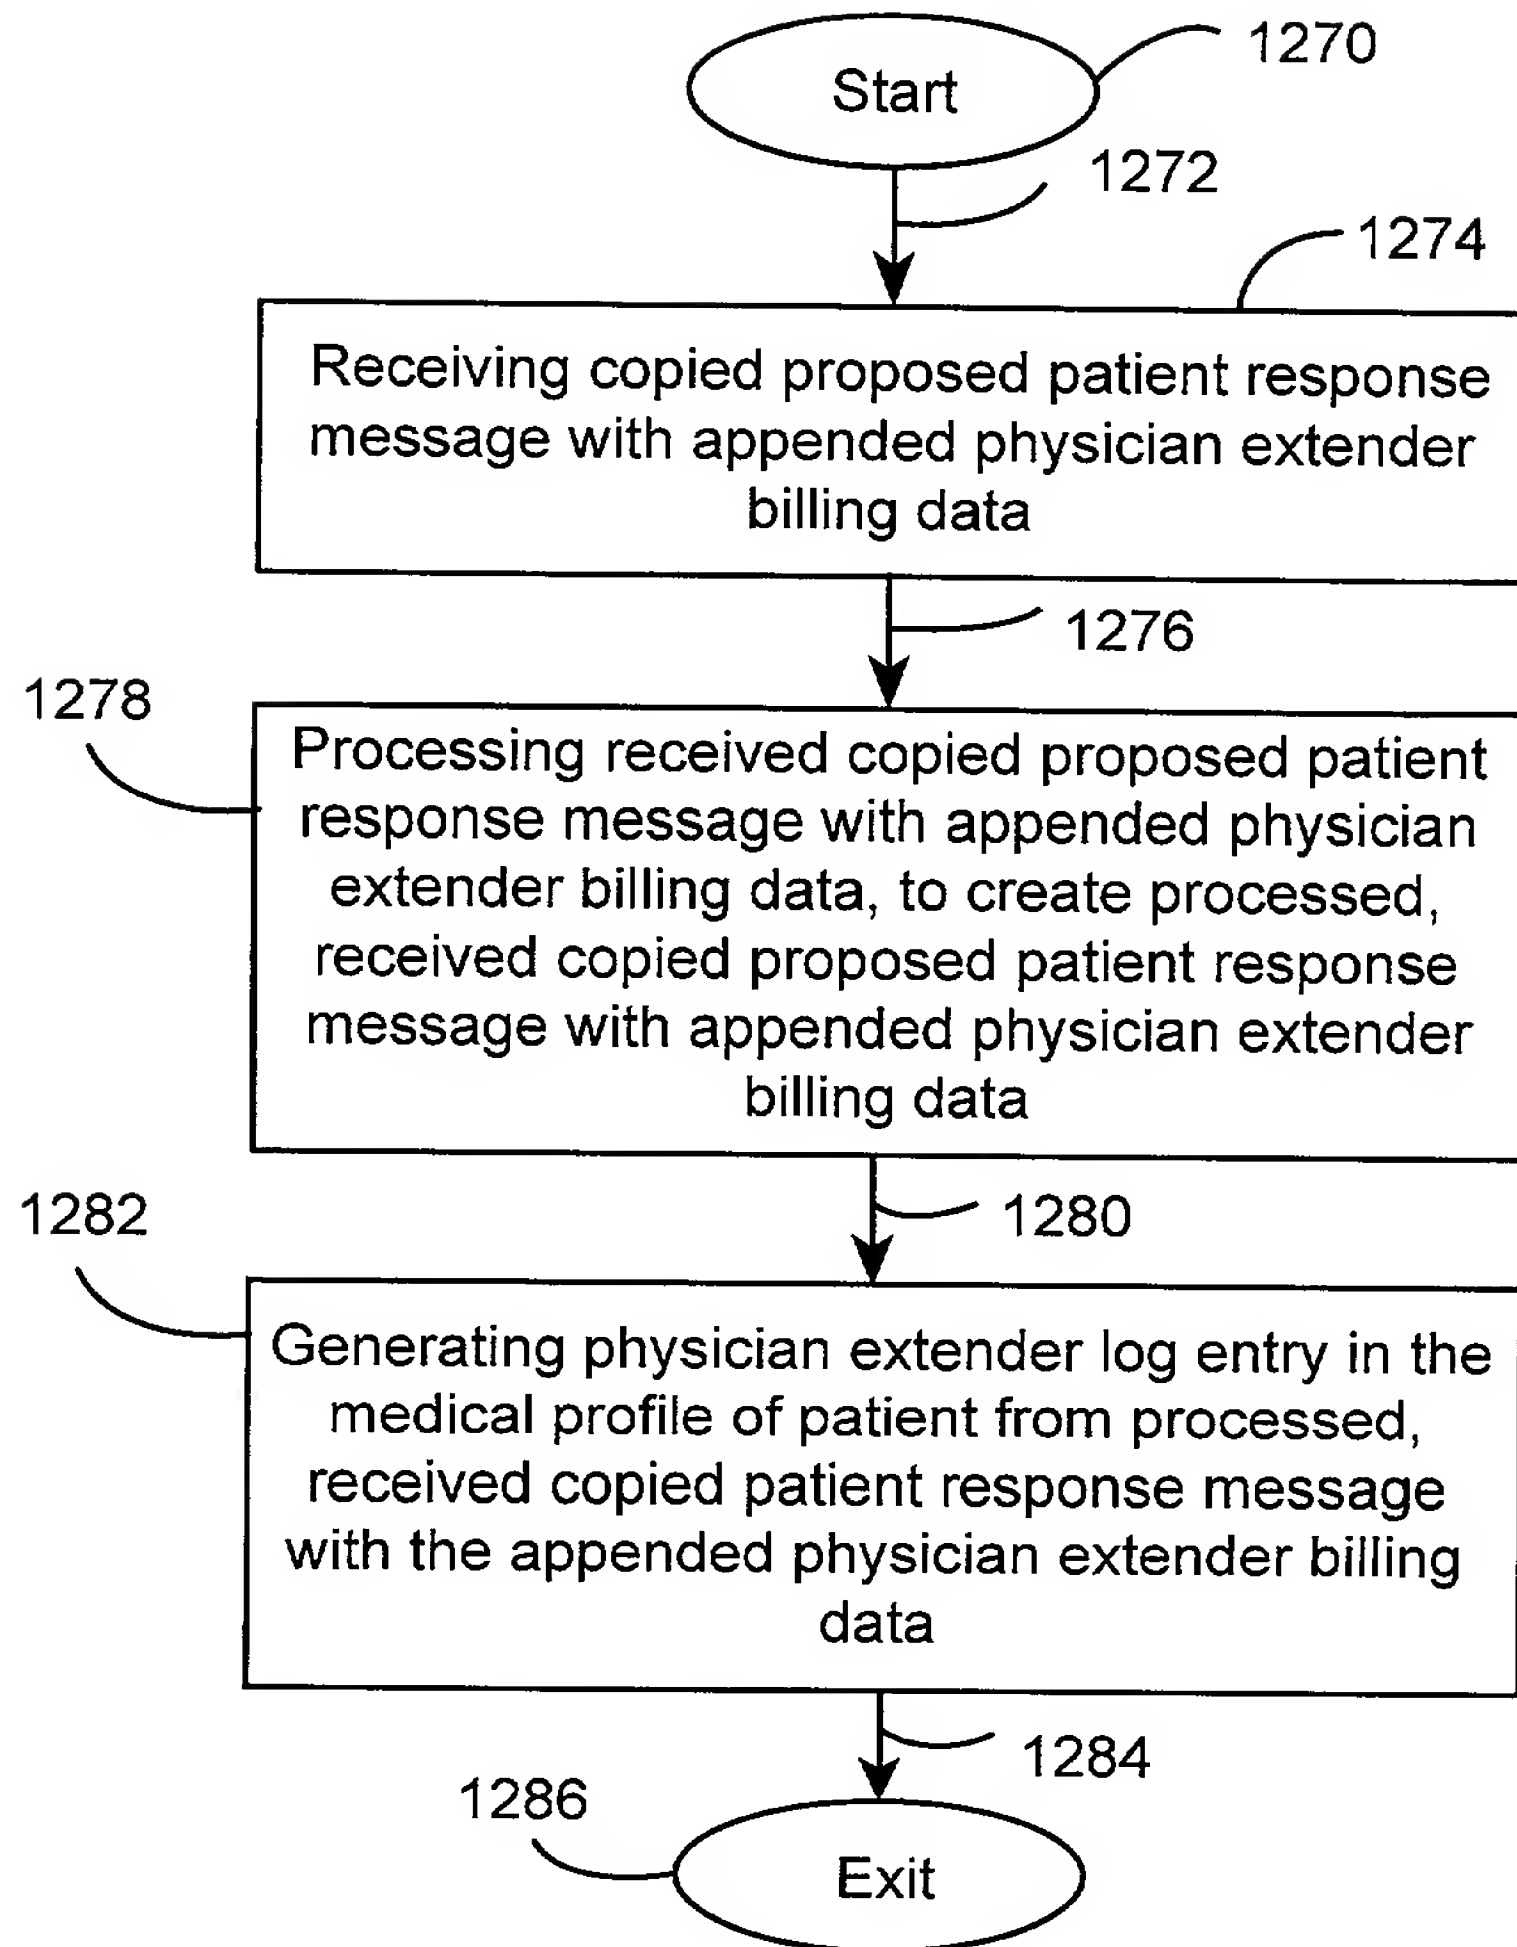 1270
Start
1272
1274
Receiving copied proposed patient response
message with appended physician extender
billing data
1276
1278
Processing received copied proposed patient
response message with appended physician
extender billing data, to create processed,
received copied proposed patient response
message with appended physician extender
billing data
1280
1282
Generating physician extender log entry in the
medical profile of patient from processed,
received copied patient response message
with the appended physician extender billing
data
1284
1286
Exit